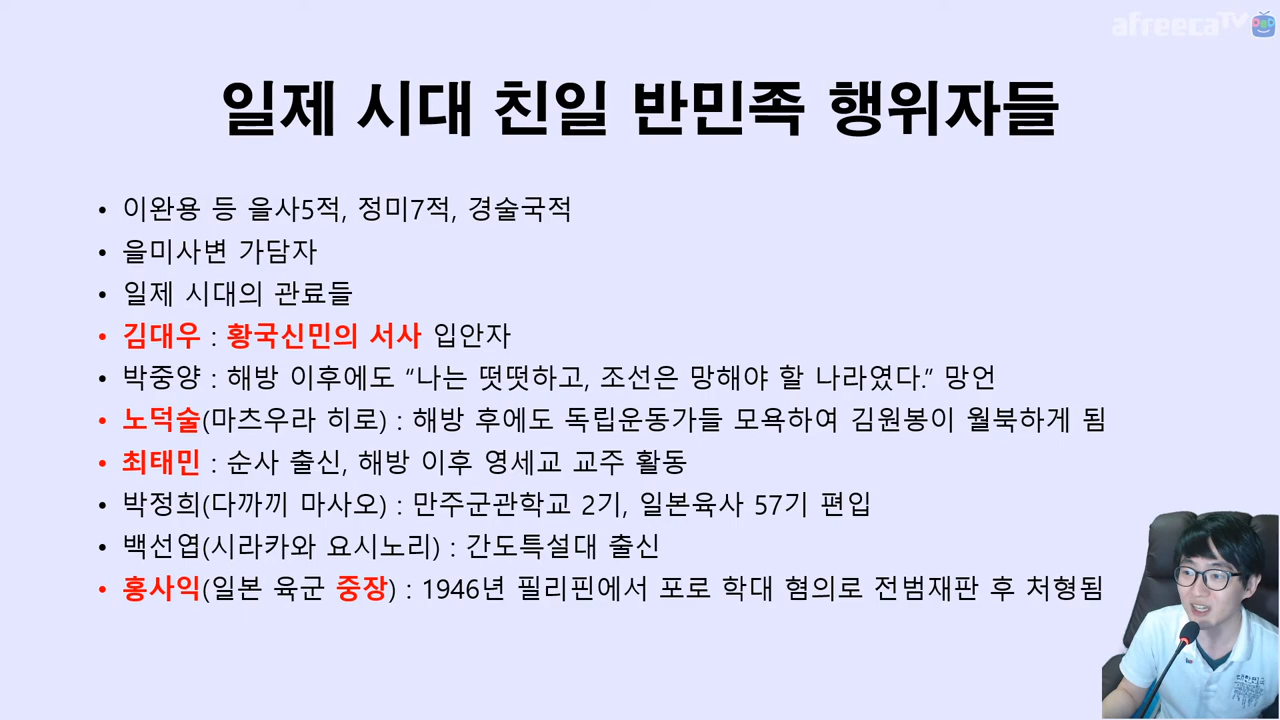 afreecaTV
일제 시대 친일 반민족 행위자들
• 이완용 등 을사5적, 정미7적, 경술국적
• 을미사변 가담자
• 일제 시대의 관료들
• 김대우 : 황국신민의 서사 입안자
• 박중양 : 해방 이후에도 “나는 떳떳하고, 조선은 망해야 할 나라였다.” 망언
• 노덕술(마츠우라 히로) : 해방 후에도 독립운동가들 모욕하여 김원봉이 월북하게 됨
• 최태민 : 순사 출신, 해방 이후 영세교 교주 활동
• 박정희(다까끼 마사오) : 만주군관학교 2기, 일본육사 57기 편입
• 백선엽(시라카와 요시노리) : 간도특설대 출신
• 홍사익(일본 육군 중장) : 1946년 필리핀에서 포로 학대 혐의로 전범재판 후 처형됨
대한민국